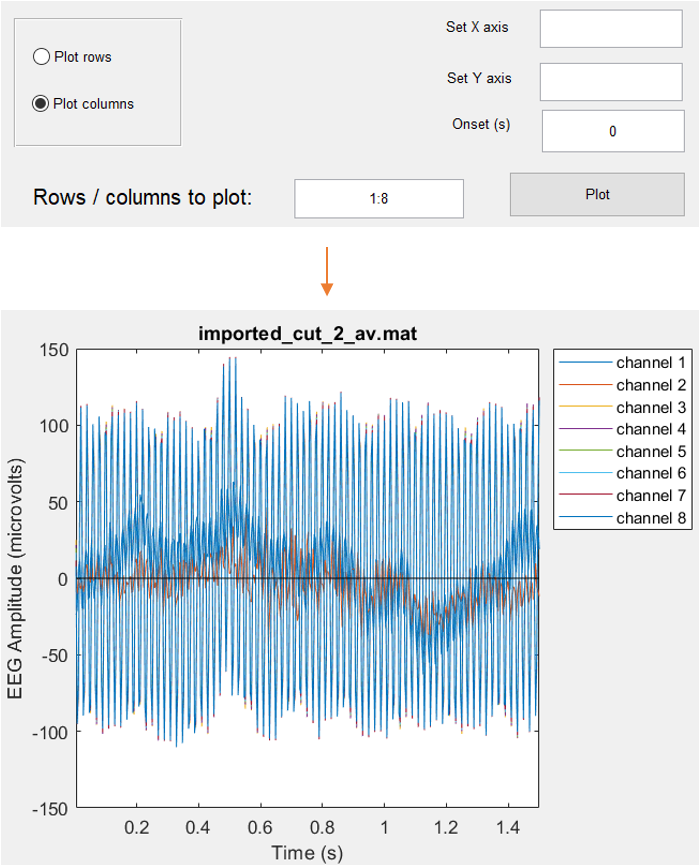 Plot rows
Plot columns
Set X axis
Set Y axis
Onset (s)
0
Rows / columns to plot:
1:8
Plot
imported_cut_2_av.mat
150
100
50
0
-50
-100
-150
EEG Amplitude (microvolts)
0.2
0.4
0.6
0.8
1
1.2
1.4
Time (s)
channel 1
channel 2
channel 3
channel 4
channel 5
channel 6
channel 7
channel 8